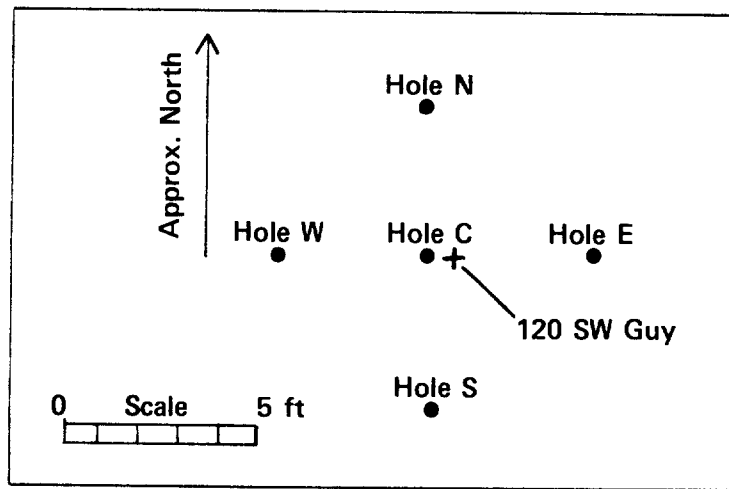 Hole N
Approx. North
Hole W
Hole C
Hole E
120 SW Guy
Hole S
0 Scale 5 ft